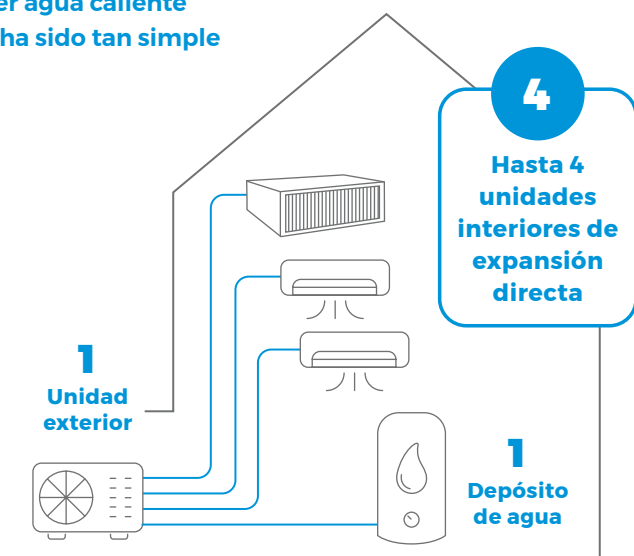 agua caliente
ha sido tan simple
4
Hasta 4
unidades
interiores de
expansión
directa
1
Unidad
exterior
1
Depósito
de agua